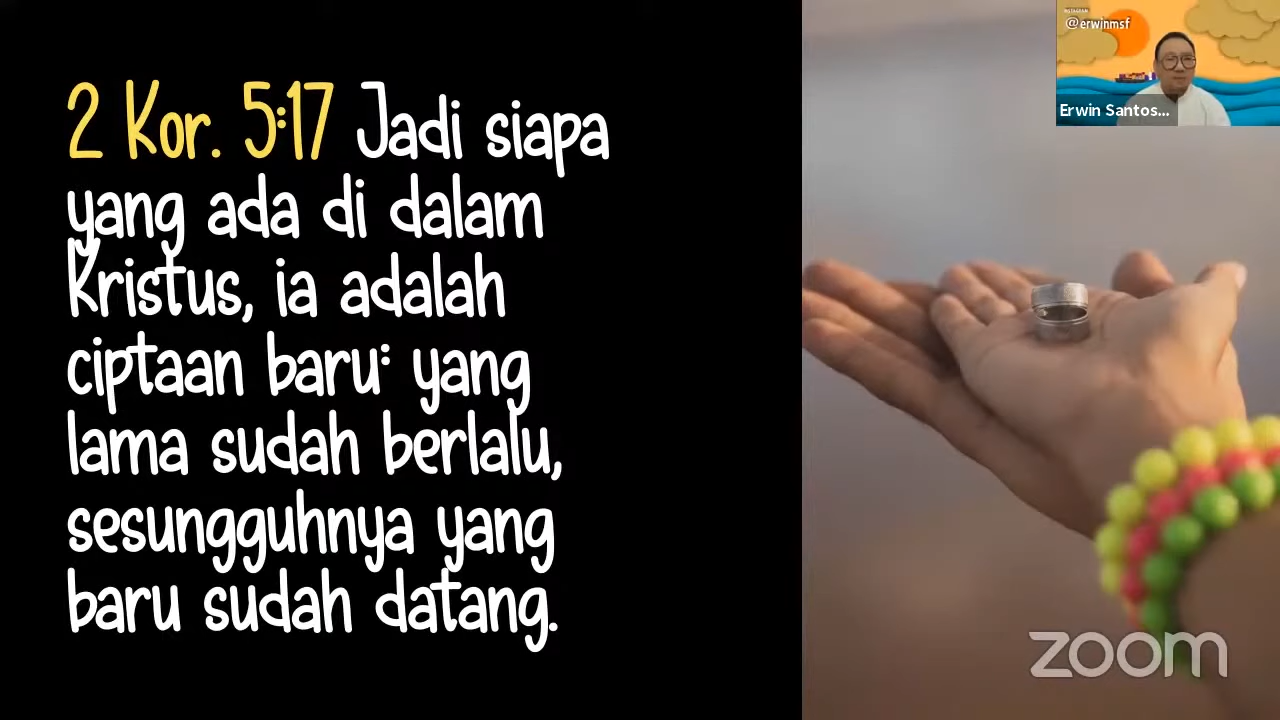 2 Kor. 5:17 Jadi siapa
yang ada di dalam
Kristus, ia adalah
ciptaan baru: yang
lama sudah berlalu,
sesungguhnya yang
baru sudah datang.
INSTAGRAM
@erwinmsf
Erwin Santos...
zoom